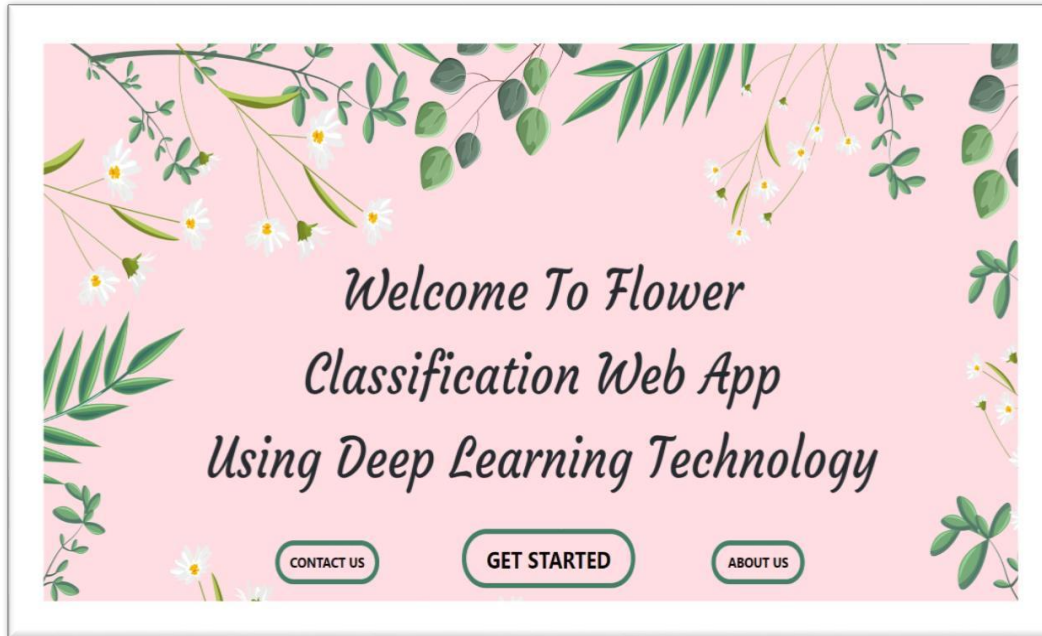 Welcome To Flower
Classification Web App
Using Deep Learning Technology
CONTACT US
GET STARTED
ABOUT US